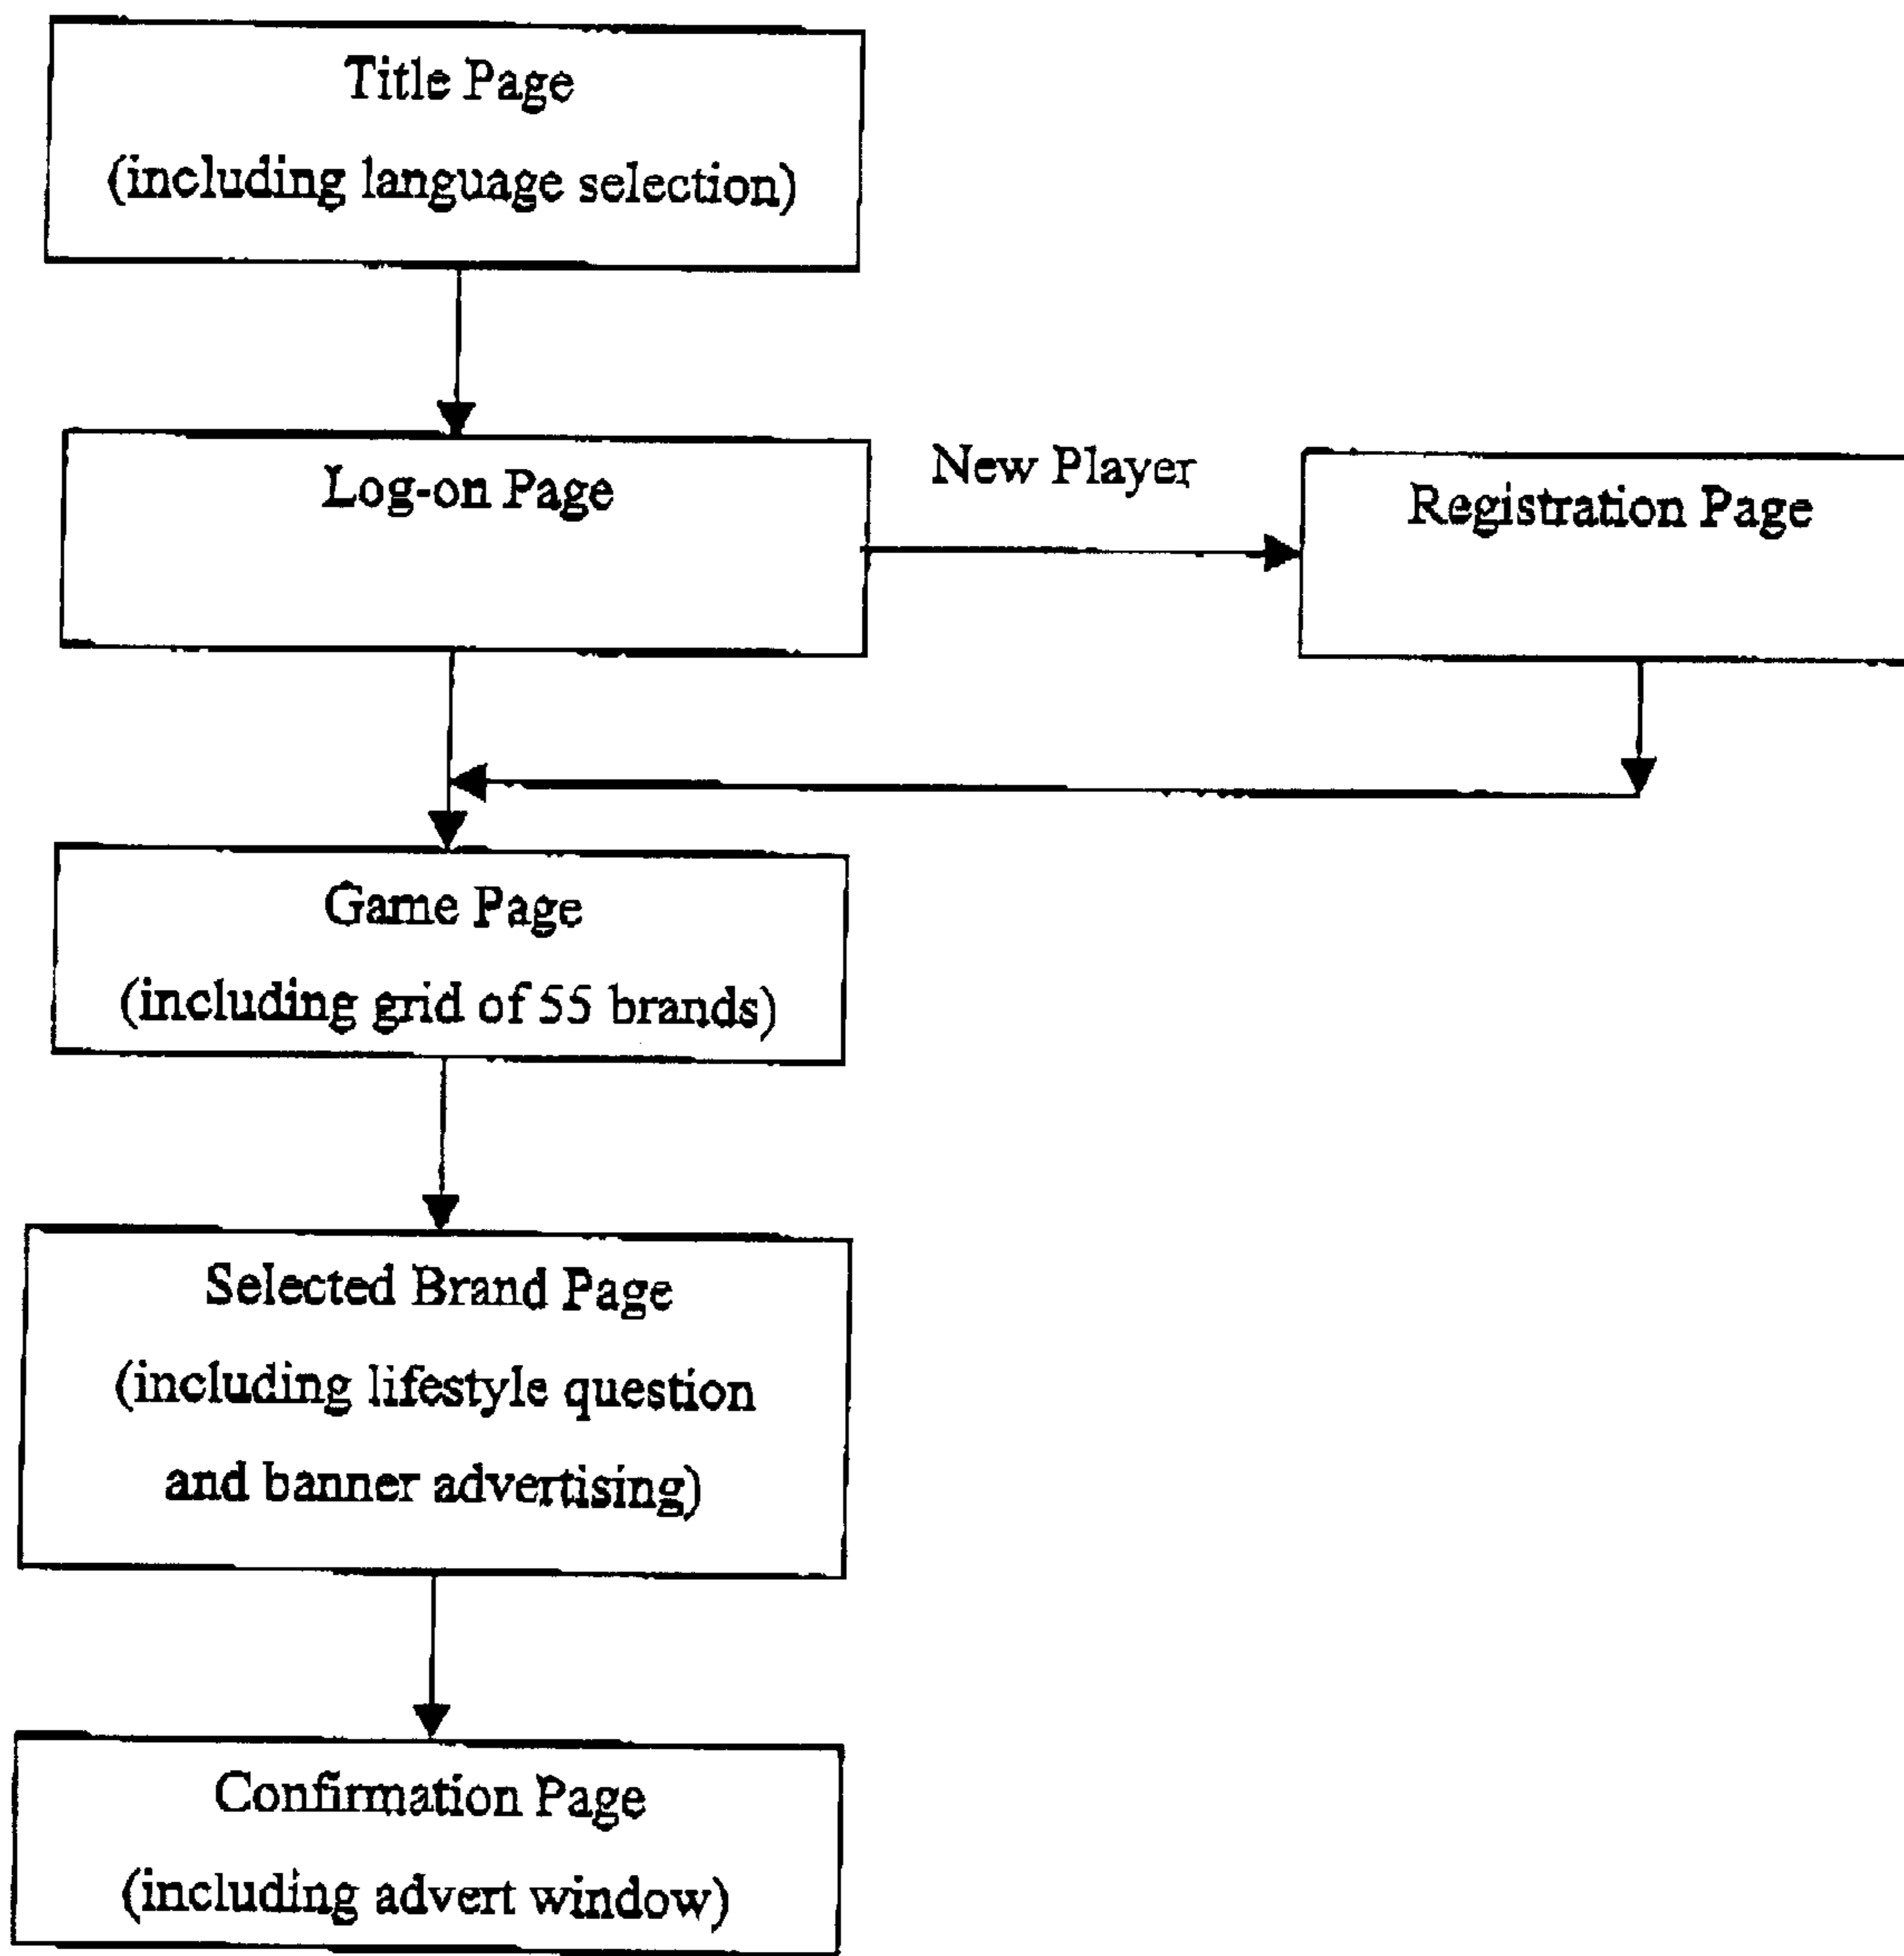 Title Page
(including language selection)
Log-on Page
New Player
Registration Page
Game Page
(including grid of 55 brands)
Selected Brand Page
(including lifestyle question
and banner advertising)
Confirmation Page
(including advert window)